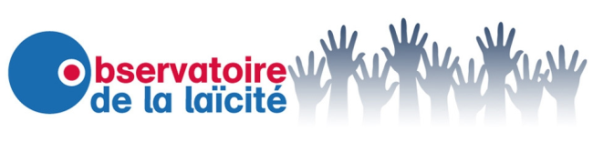 Observatoire
de la laïcité